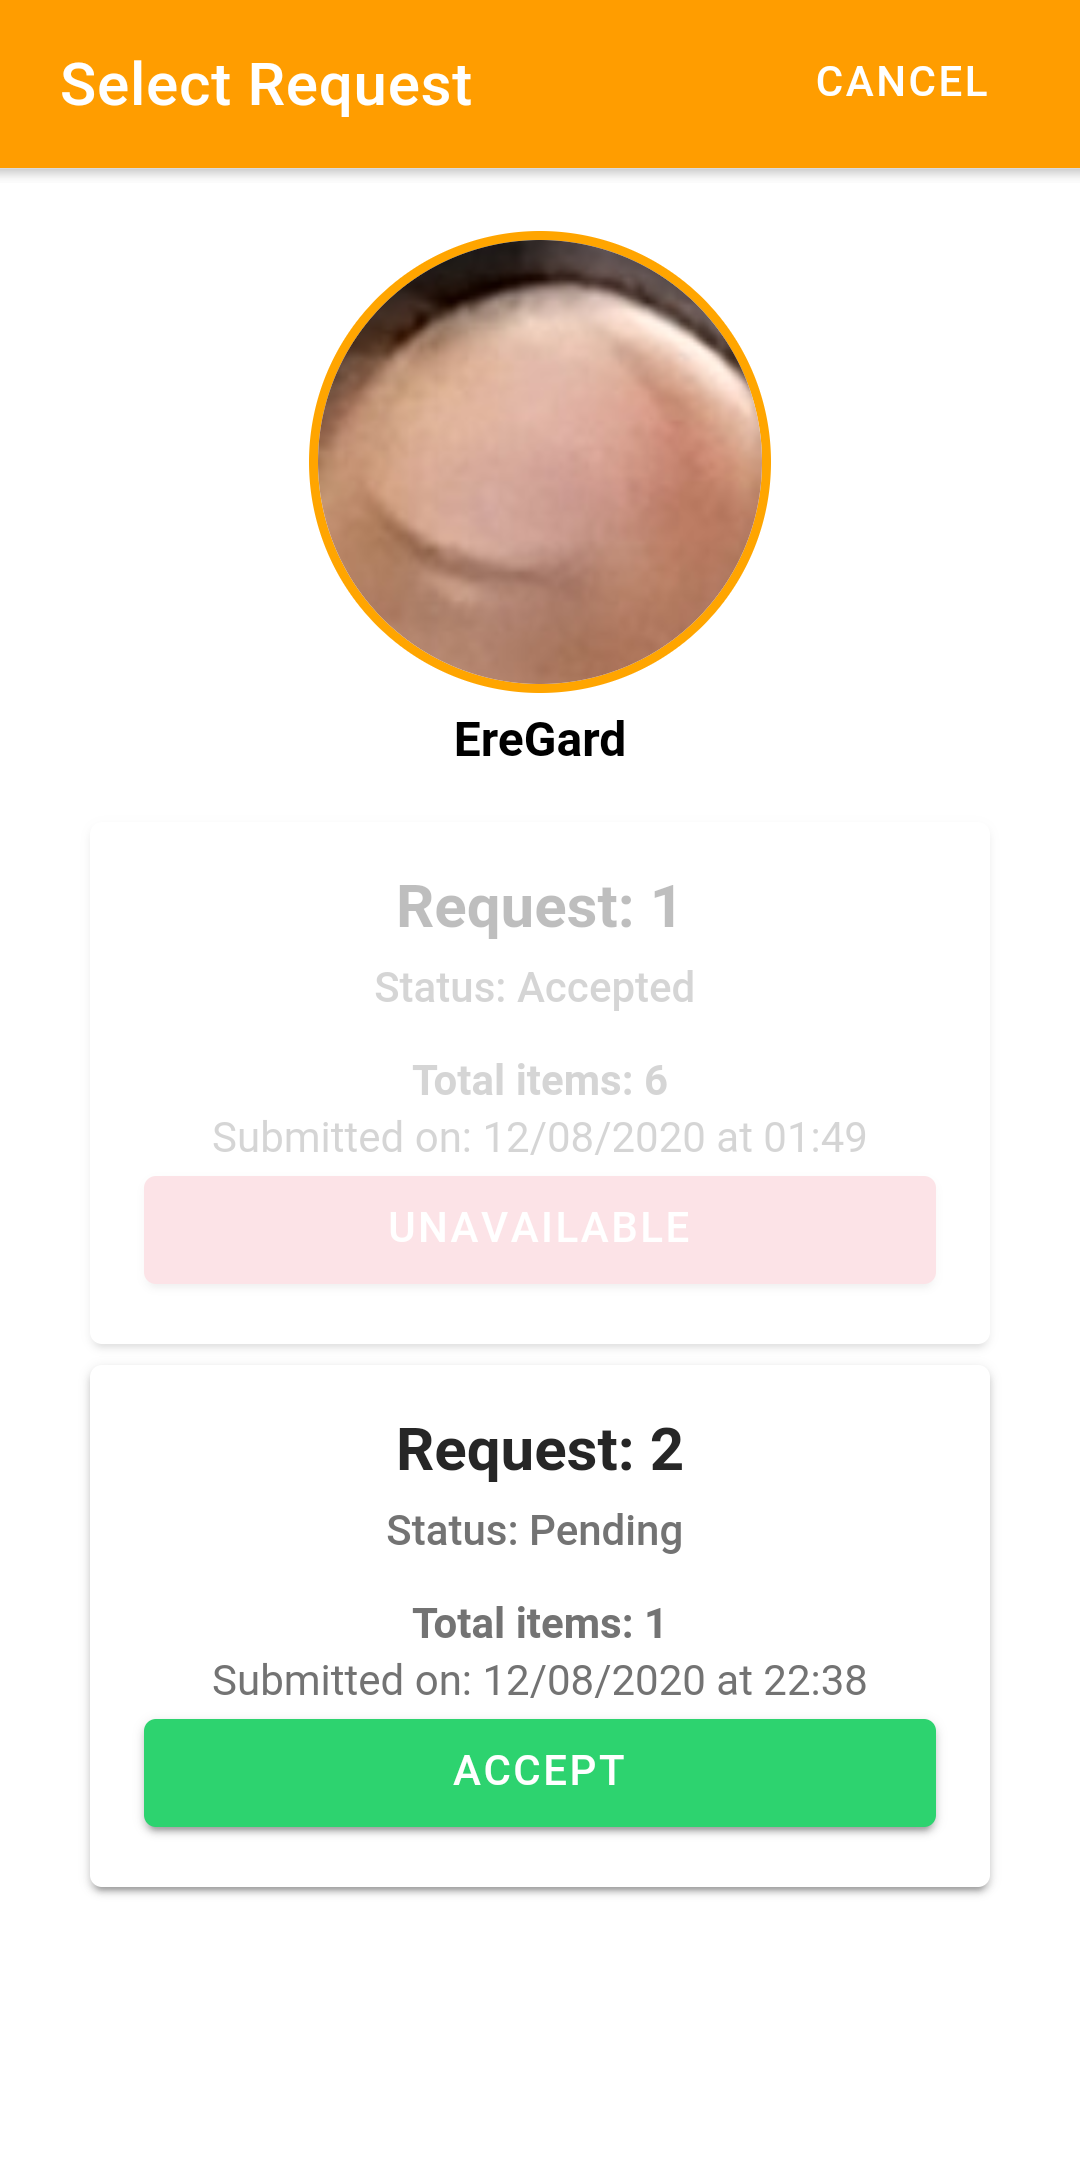 Select Request
CANCEL
EreGard
Request: 1
Status: Accepted
Total items: 6
Submitted on: 12/08/2020 at 01:49
UNAVAILABLE
Request: 2
Status: Pending
Total items: 1
Submitted on: 12/08/2020 at 22:38
ACCEPT